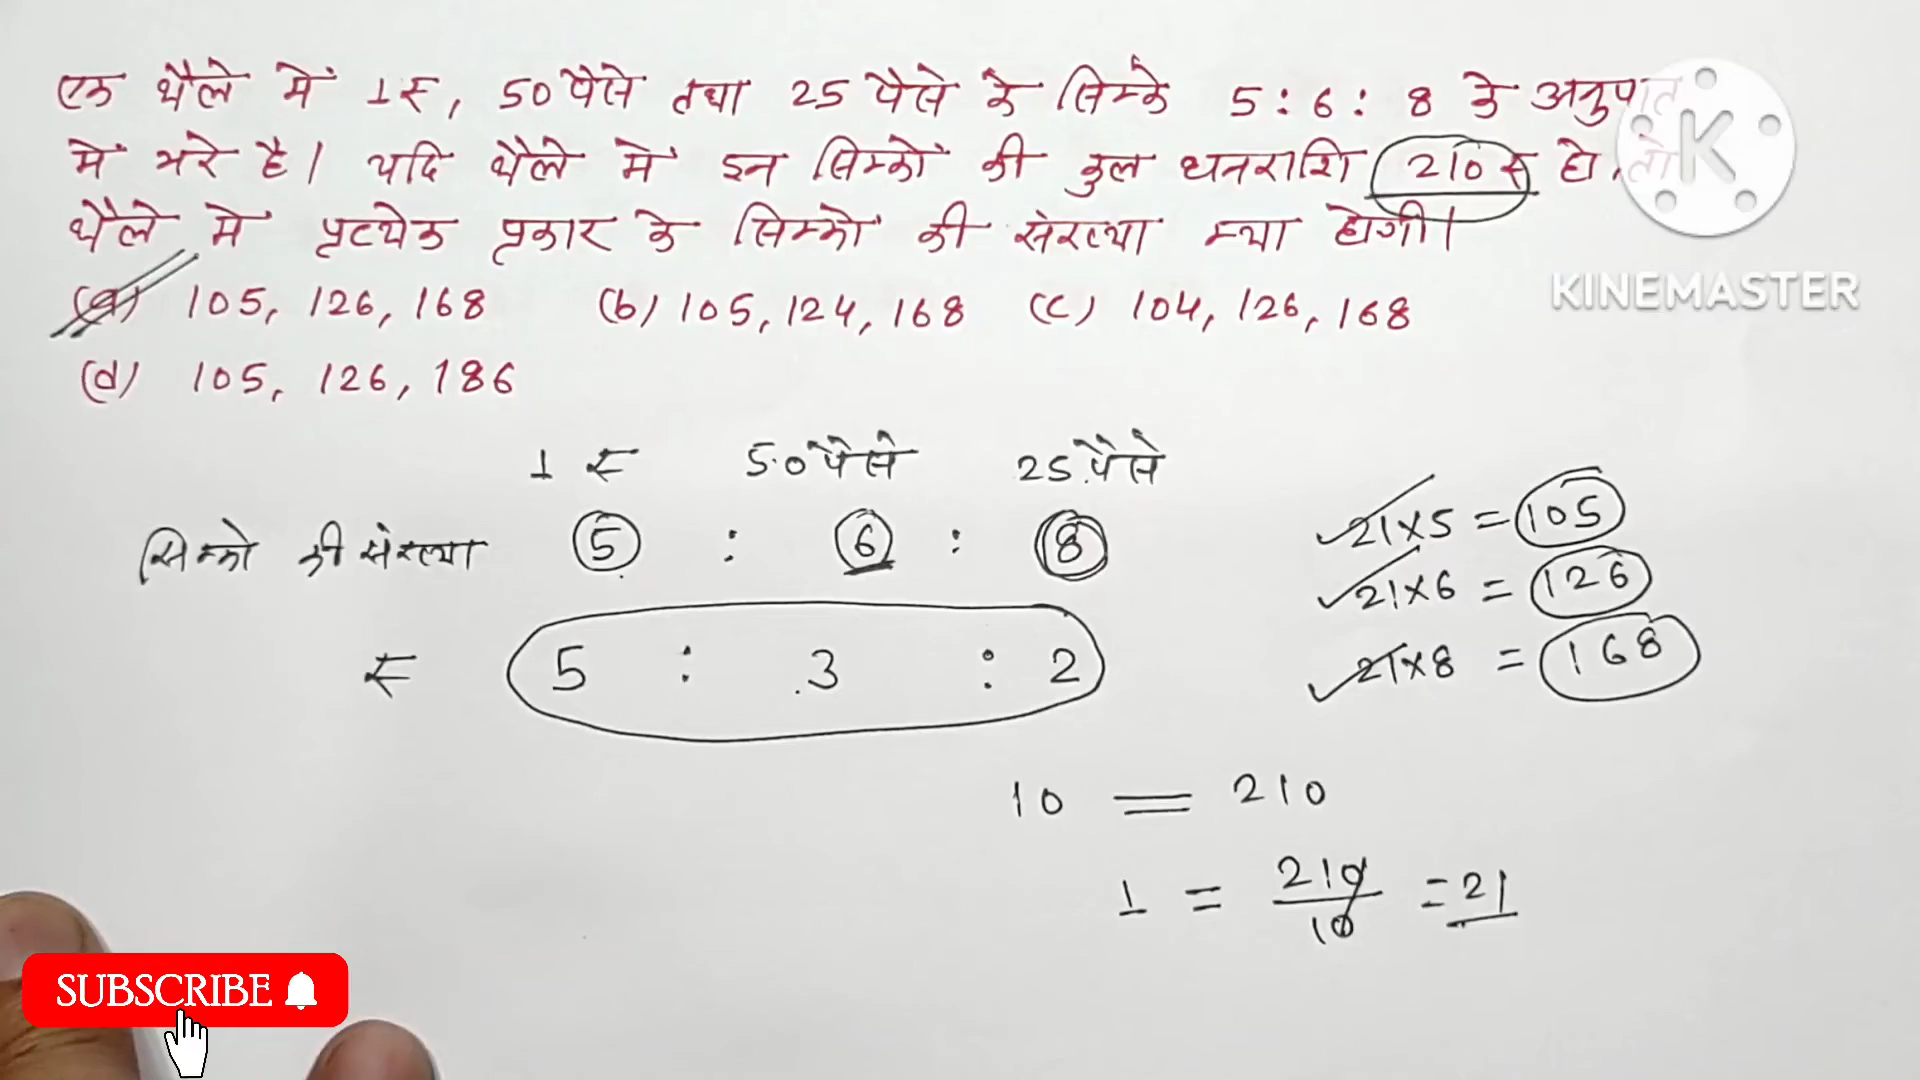 एक थैले में 1रु, 50 पैसे तथा 25 पैसे के सिक्के 5 : 6 : 8 के अनुपात
में भरे है। यदि थैले में इन सिक्कों की कुल धनराशि 210 रु हो, तो
थैले मे प्रत्येक प्रकार के सिक्को की संख्या क्या होगी।
(a) 105, 126, 168 (b) 105, 124, 168 (c) 104, 126, 168
(d) 105, 126, 186
KINEMASTER
1 रु 50 पैसे 25 पैसे
सिक्को की संख्या 5 : 6 : 8
रु 5 : 3 : 2
21×5 = 105
21×6 = 126
21×8 = 168
10 = 210
1 = 210/10 = 21
SUBSCRIBE